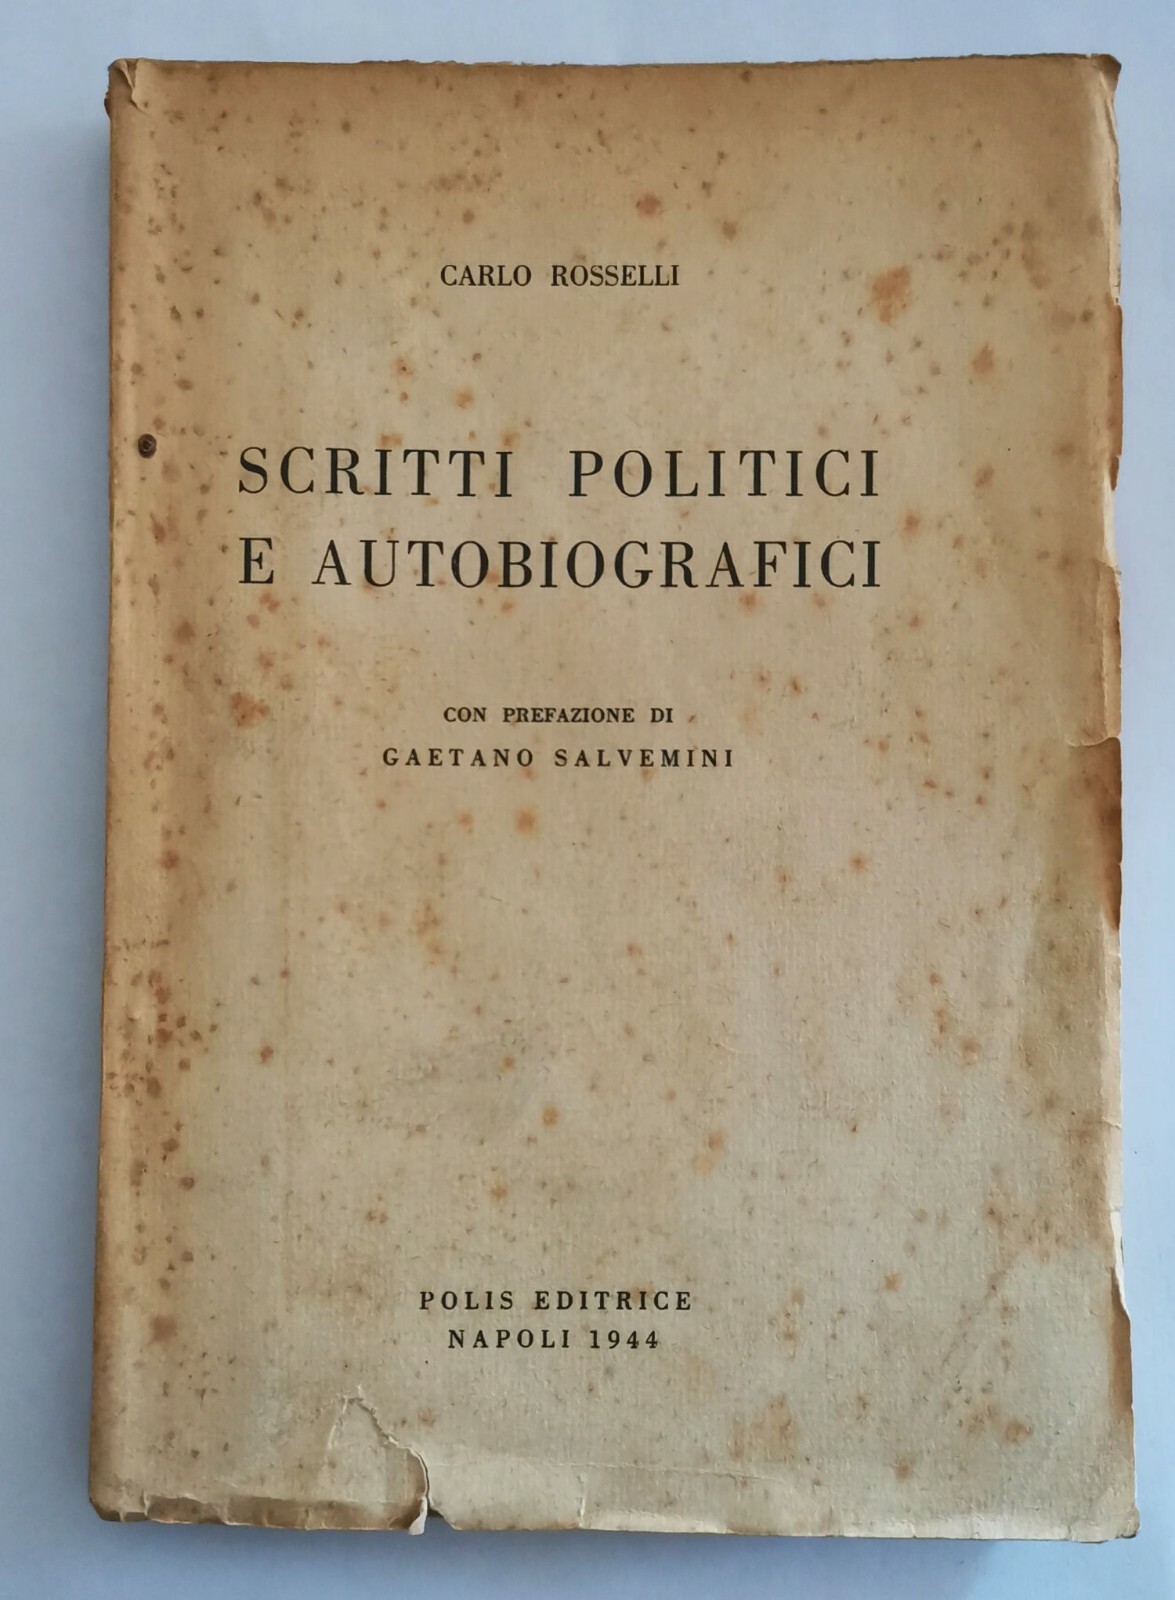 CARLO ROSSELLI
SCRITTI POLITICI
E AUTOBIOGRAFICI
CON PREFAZIONE DI
GAETANO SALVEMINI
POLIS EDITRICE
NAPOLI 1944